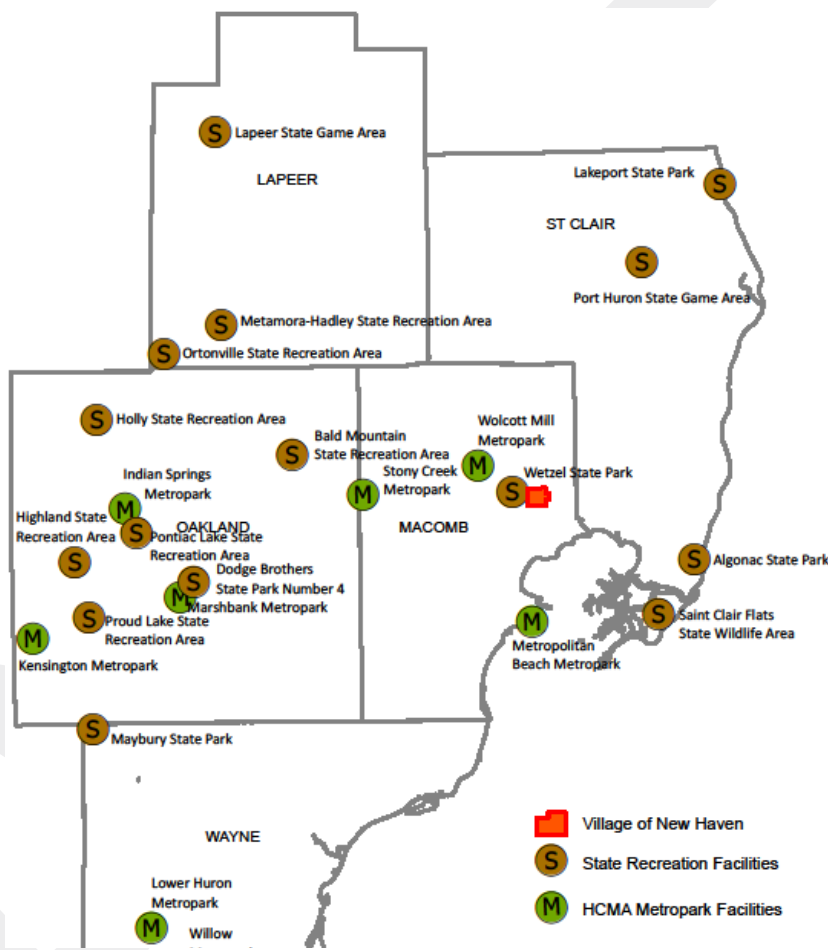 S
Lapeer State Game Area
LAPEER
Lakeport State Park
S
ST CLAIR
S
Port Huron State Game Area
S
Metamora-Hadley State Recreation Area
S
Ortonville State Recreation Area
S
Holly State Recreation Area
S
Bald Mountain
State Recreation Area
Wolcott Mill
Metropark
M
Stony Creek
Metropark
M
Wetzel State Park
S
Indian Springs
Metropark
M
Highland State
Recreation Area
S
OAKLAND
S
Pontiac Lake State
Recreation Area
MACOMB
S
Dodge Brothers
State Park Number 4
M
Marshbank Metropark
S
Algonac State Park
S
Saint Clair Flats
State Wildlife Area
S
Proud Lake State
Recreation Area
M
Kensington Metropark
M
Metropolitan
Beach Metropark
S
Maybury State Park
WAYNE
Lower Huron
Metropark
M
Willow
Village of New Haven
S
State Recreation Facilities
M
HCMA Metropark Facilities